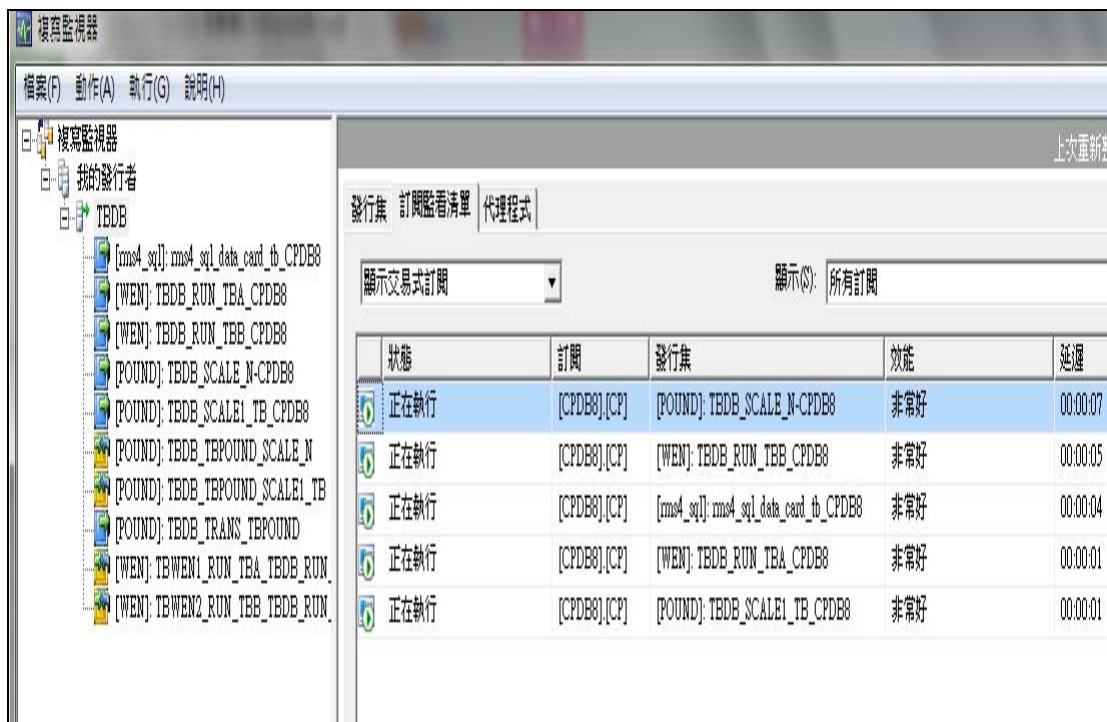 複寫監視器
檔案(F) 動作(A) 執行(G) 說明(H)
複寫監視器
我的發行者
TBDB
[rms4_sql]: rms4_sql_data_card_tb_CPDB8
[WEN]: TBDB_RUN_TBA_CPDB8
[WEN]: TBDB_RUN_TBB_CPDB8
[POUND]: TBDB_SCALE_N-CPDB8
[POUND]: TBDB_SCALE1_TB_CPDB8
[POUND]: TBDB_TBPOUND_SCALE_N
[POUND]: TBDB_TBPOUND_SCALE1_TB
[POUND]: TBDB_TRANS_TBPOUND
[WEN]: TBWEN1_RUN_TBA_TBDB_RUN_
[WEN]: TBWEN2_RUN_TBB_TBDB_RUN_
上次重新整
發行集 訂閱監看清單 代理程式
顯示交易式訂閱 顯示(S): 所有訂閱
狀態 訂閱 發行集 效能 延遲
正在執行 [CPDB8].[CP] [POUND]: TBDB_SCALE_N-CPDB8 非常好 00:00:07
正在執行 [CPDB8].[CP] [WEN]: TBDB_RUN_TBB_CPDB8 非常好 00:00:05
正在執行 [CPDB8].[CP] [rms4_sql]: rms4_sql_data_card_tb_CPDB8 非常好 00:00:04
正在執行 [CPDB8].[CP] [WEN]: TBDB_RUN_TBA_CPDB8 非常好 00:00:01
正在執行 [CPDB8].[CP] [POUND]: TBDB_SCALE1_TB_CPDB8 非常好 00:00:01